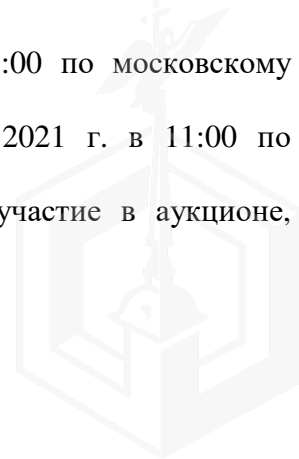 :00 по московскому
2021 г. в 11:00 по
участие в аукционе,